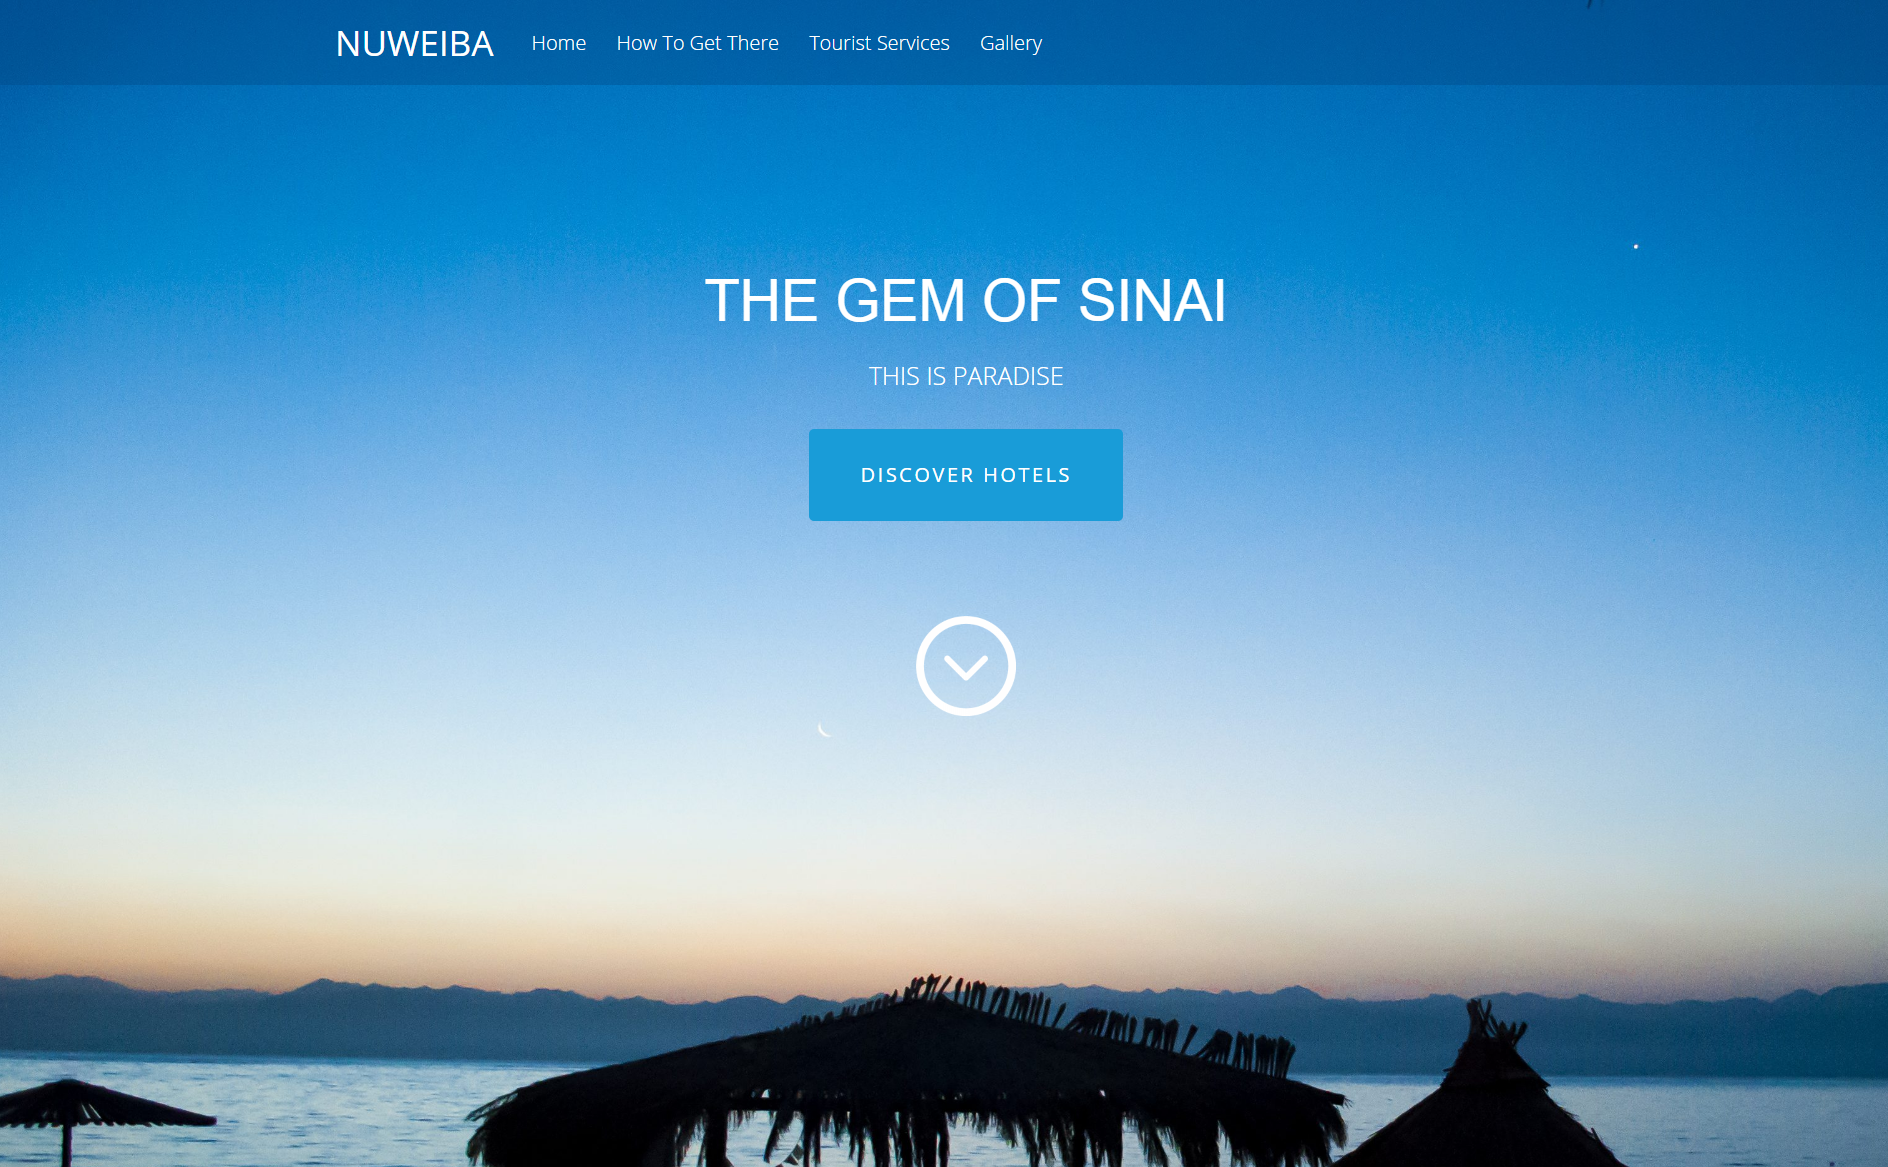 NUWEIBA
Home
How To Get There
Tourist Services
Gallery
THE GEM OF SINAI
THIS IS PARADISE
DISCOVER HOTELS